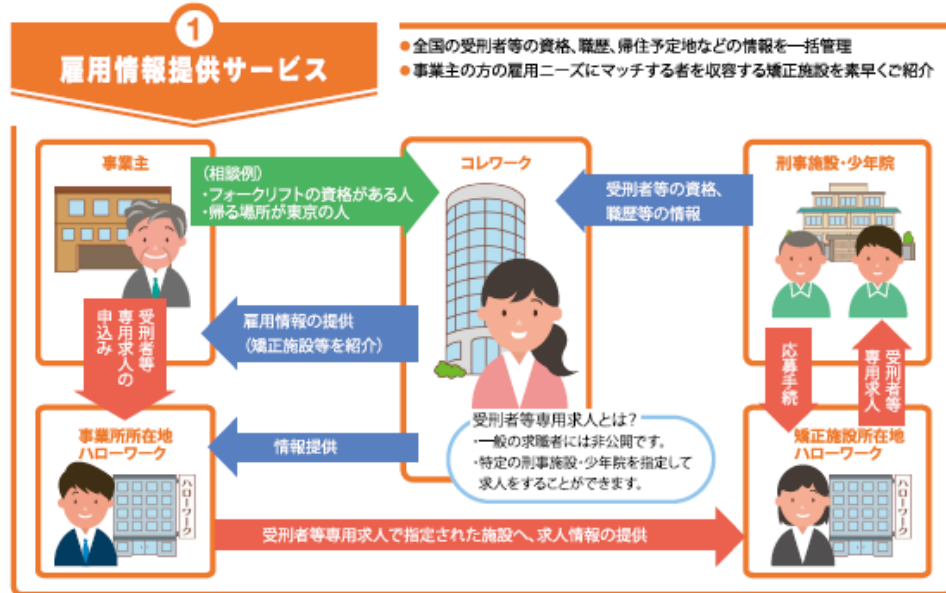 1
雇用情報提供サービス
●全国の受刑者等の資格、職歴、帰住予定地などの情報を一括管理
●事業主の方の雇用ニーズにマッチする者を収容する矯正施設を素早くご紹介
事業主
(相談例)
・フォークリフトの資格がある人
・帰る場所が東京の人
コレワーク
受刑者等の資格、
職歴等の情報
刑事施設・少年院
受刑者等
専用求人の
申込み
雇用情報の提供
(矯正施設等を紹介)
応募手続
受刑者等
専用求人
事業所所在地
ハローワーク
ハローワーク
情報提供
受刑者等専用求人とは?
・一般の求職者には非公開です。
・特定の刑事施設・少年院を指定して
求人をすることができます。
矯正施設所在地
ハローワーク
ハローワーク
受刑者等専用求人で指定された施設へ、求人情報の提供